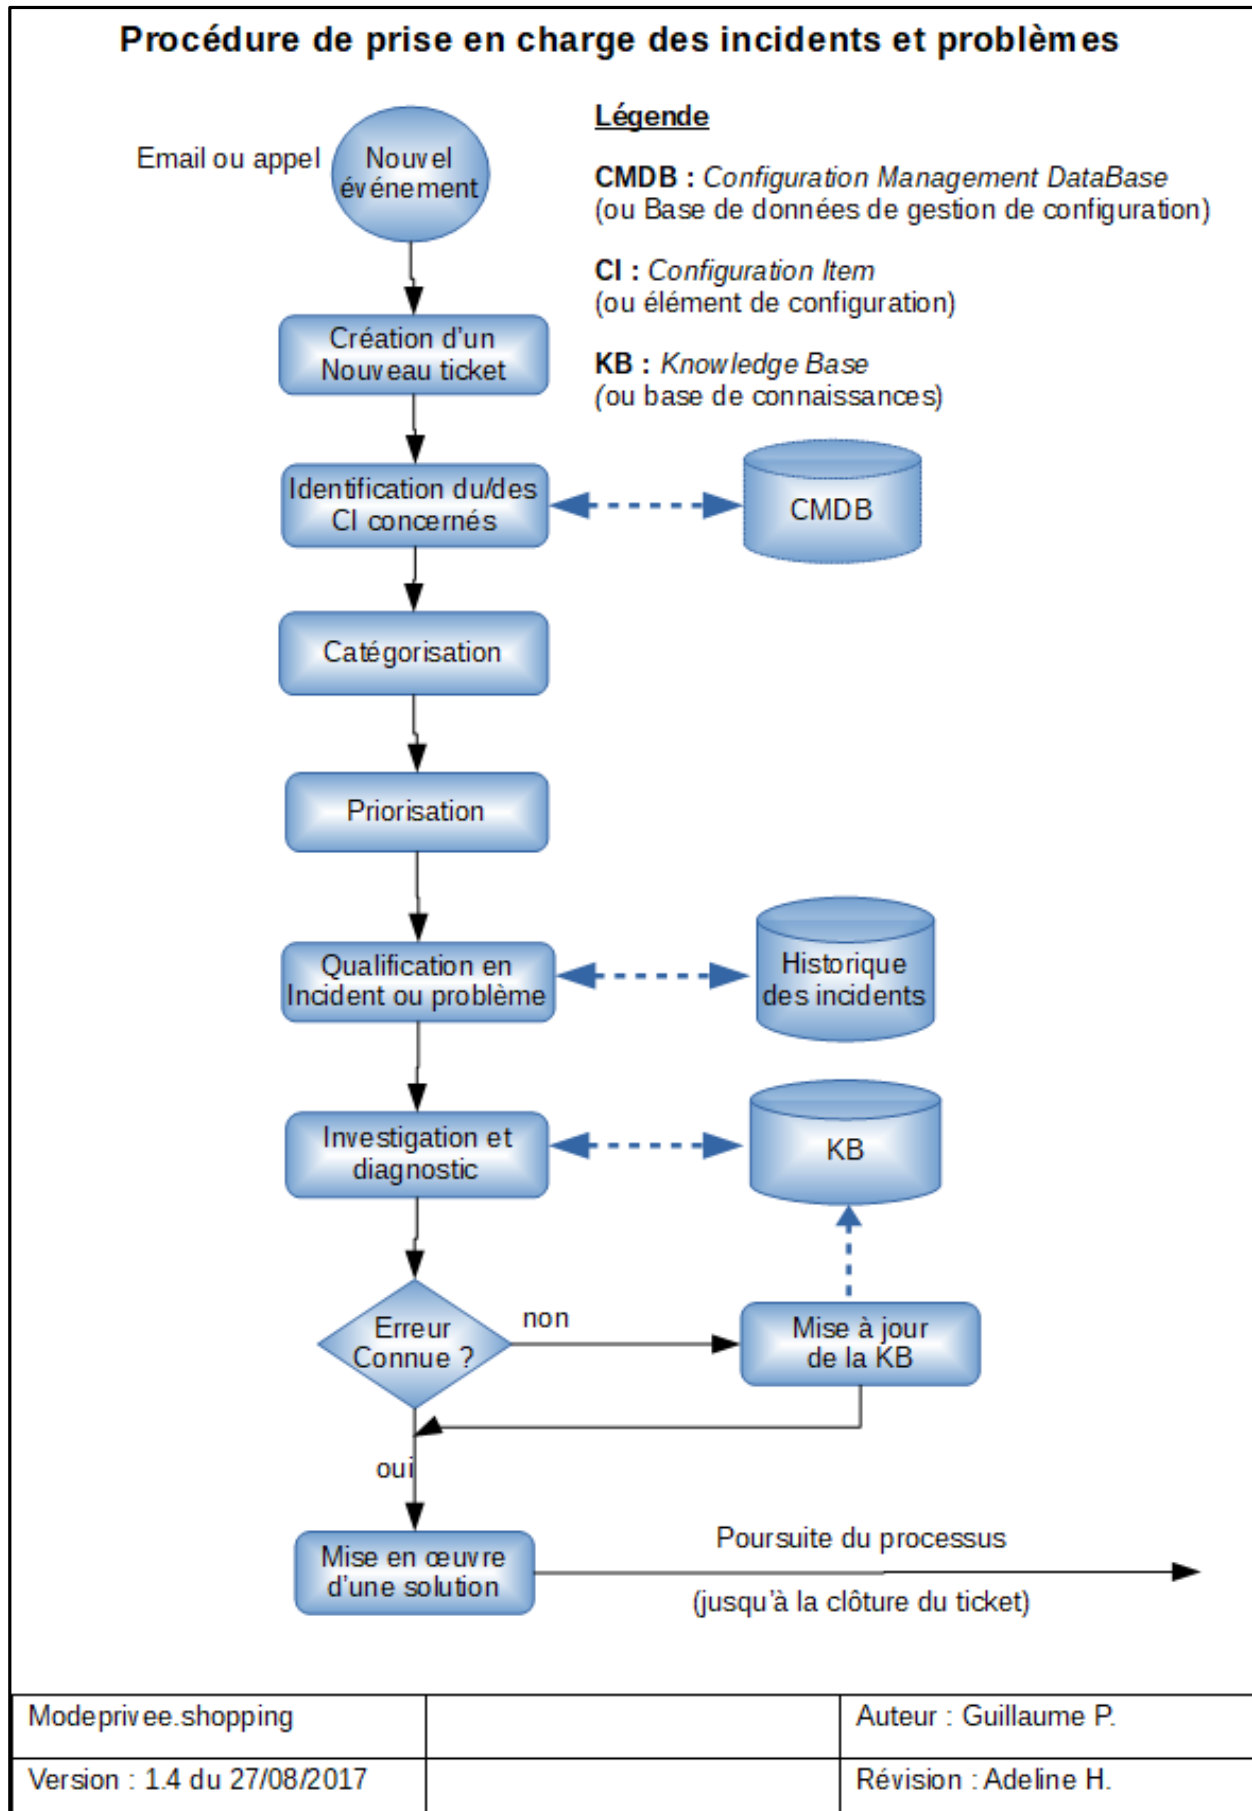 Procédure de prise en charge des incidents et problèmes
Email ou appel
Nouvel
événement
Légende
CMDB : Configuration Management DataBase
(ou Base de données de gestion de configuration)
CI : Configuration Item
(ou élément de configuration)
KB : Knowledge Base
(ou base de connaissances)
Création d'un
Nouveau ticket
Identification du/des
CI concernés
CMDB
Catégorisation
Priorisation
Qualification en
Incident ou problème
Historique
des incidents
Investigation et
diagnostic
KB
Erreur
Connue ?
non
Mise à jour
de la KB
oui
Mise en œuvre
d'une solution
Poursuite du processus
(jusqu'à la clôture du ticket)
Modeprivee.shopping
Auteur : Guillaume P.
Version : 1.4 du 27/08/2017
Révision : Adeline H.